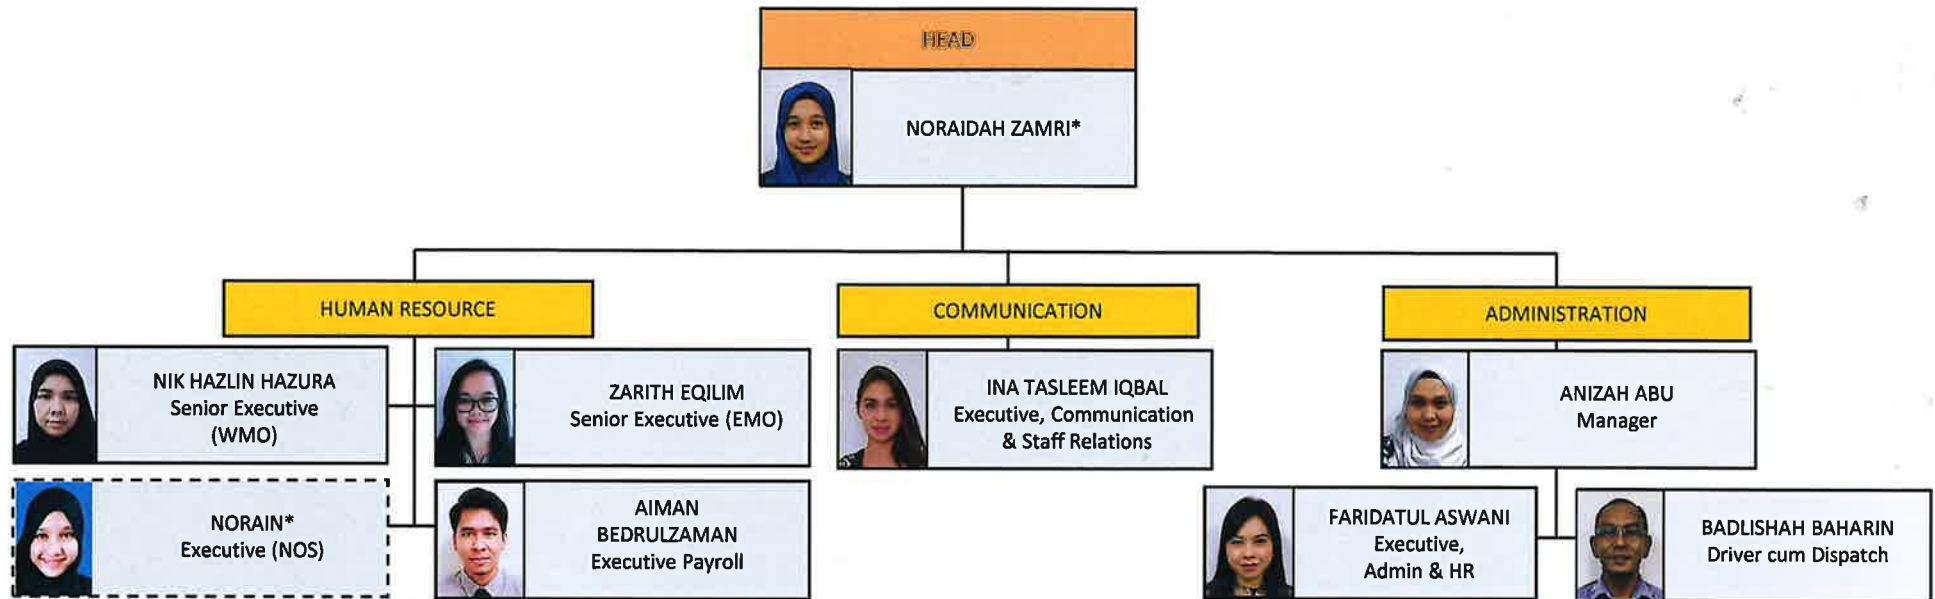 HEAD
NORAIDAH ZAMRI*
HUMAN RESOURCE
COMMUNICATION
ADMINISTRATION
NIK HAZLIN HAZURA
Senior Executive
(WMO)
ZARITH EQILIM
Senior Executive (EMO)
INA TASLEEM IQBAL
Executive, Communication
& Staff Relations
ANIZAH ABU
Manager
NORAIN*
Executive (NOS)
AIMAN
BEDRULZAMAN
Executive Payroll
FARIDATUL ASWANI
Executive,
Admin & HR
BADLISHAH BAHARIN
Driver cum Dispatch